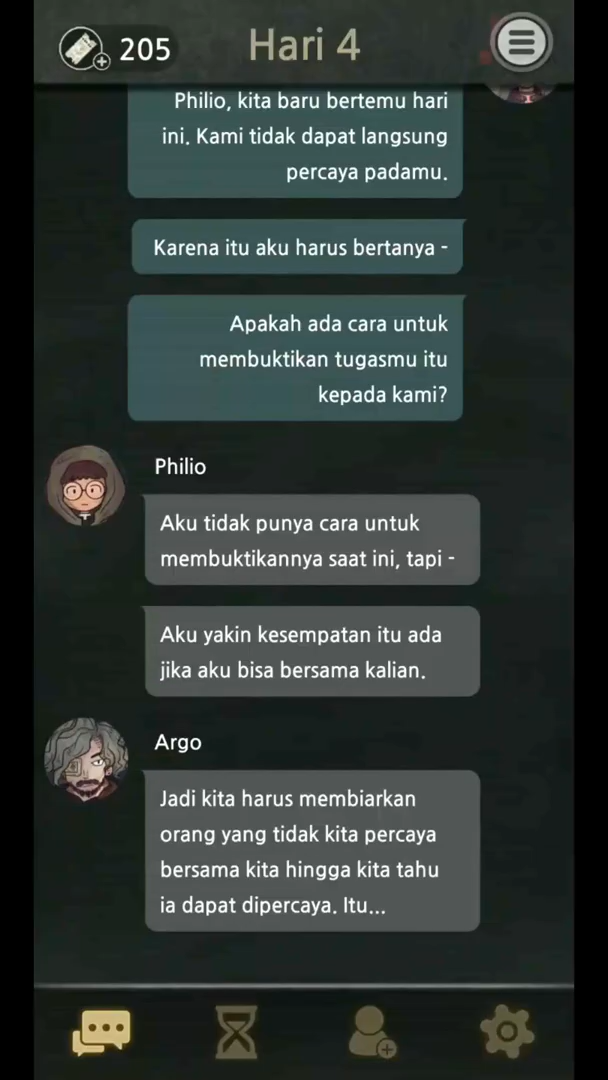 205
Hari 4
Philio, kita baru bertemu hari
ini. Kami tidak dapat langsung
percaya padamu.
Karena itu aku harus bertanya -
Apakah ada cara untuk
membuktikan tugasmu itu
kepada kami?
Philio
Aku tidak punya cara untuk
membuktikannya saat ini, tapi -
Aku yakin kesempatan itu ada
jika aku bisa bersama kalian.
Argo
Jadi kita harus membiarkan
orang yang tidak kita percaya
bersama kita hingga kita tahu
ia dapat dipercaya. Itu...